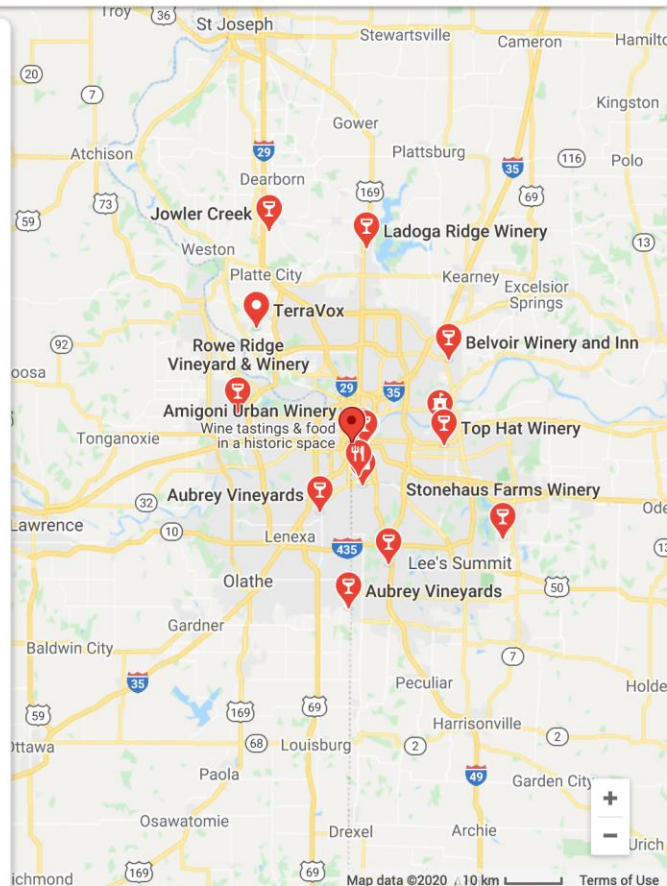 Troy
36
St Joseph
Stewartsville
Cameron
Hamilto
20
7
Kingston
Gower
Atchison
29
Plattsburg
116
Polo
Dearborn
35
169
69
59
73
Jowler Creek
Ladoga Ridge Winery
13
Weston
Platte City
Kearney
Excelsior
Springs
TerraVox
92
Rowe Ridge
Vineyard & Winery
Belvoir Winery and Inn
oosa
29
35
Amigoni Urban Winery
Wine tastings & food
in a historic space
Top Hat Winery
Tonganoxie
Aubrey Vineyards
Stonehaus Farms Winery
32
Lawrence
10
Ode
Lenexa
435
13
Lee's Summit
Olathe
Aubrey Vineyards
50
Gardner
Baldwin City
7
35
Peculiar
Holde
59
169
69
Harrisonville
Ottawa
68
Louisburg
2
2
Paola
49
Garden City
+
Osawatomie
−
Drexel
Archie
Urich
ichmond
169
69
Map data ©2020
10 km
Terms of Use